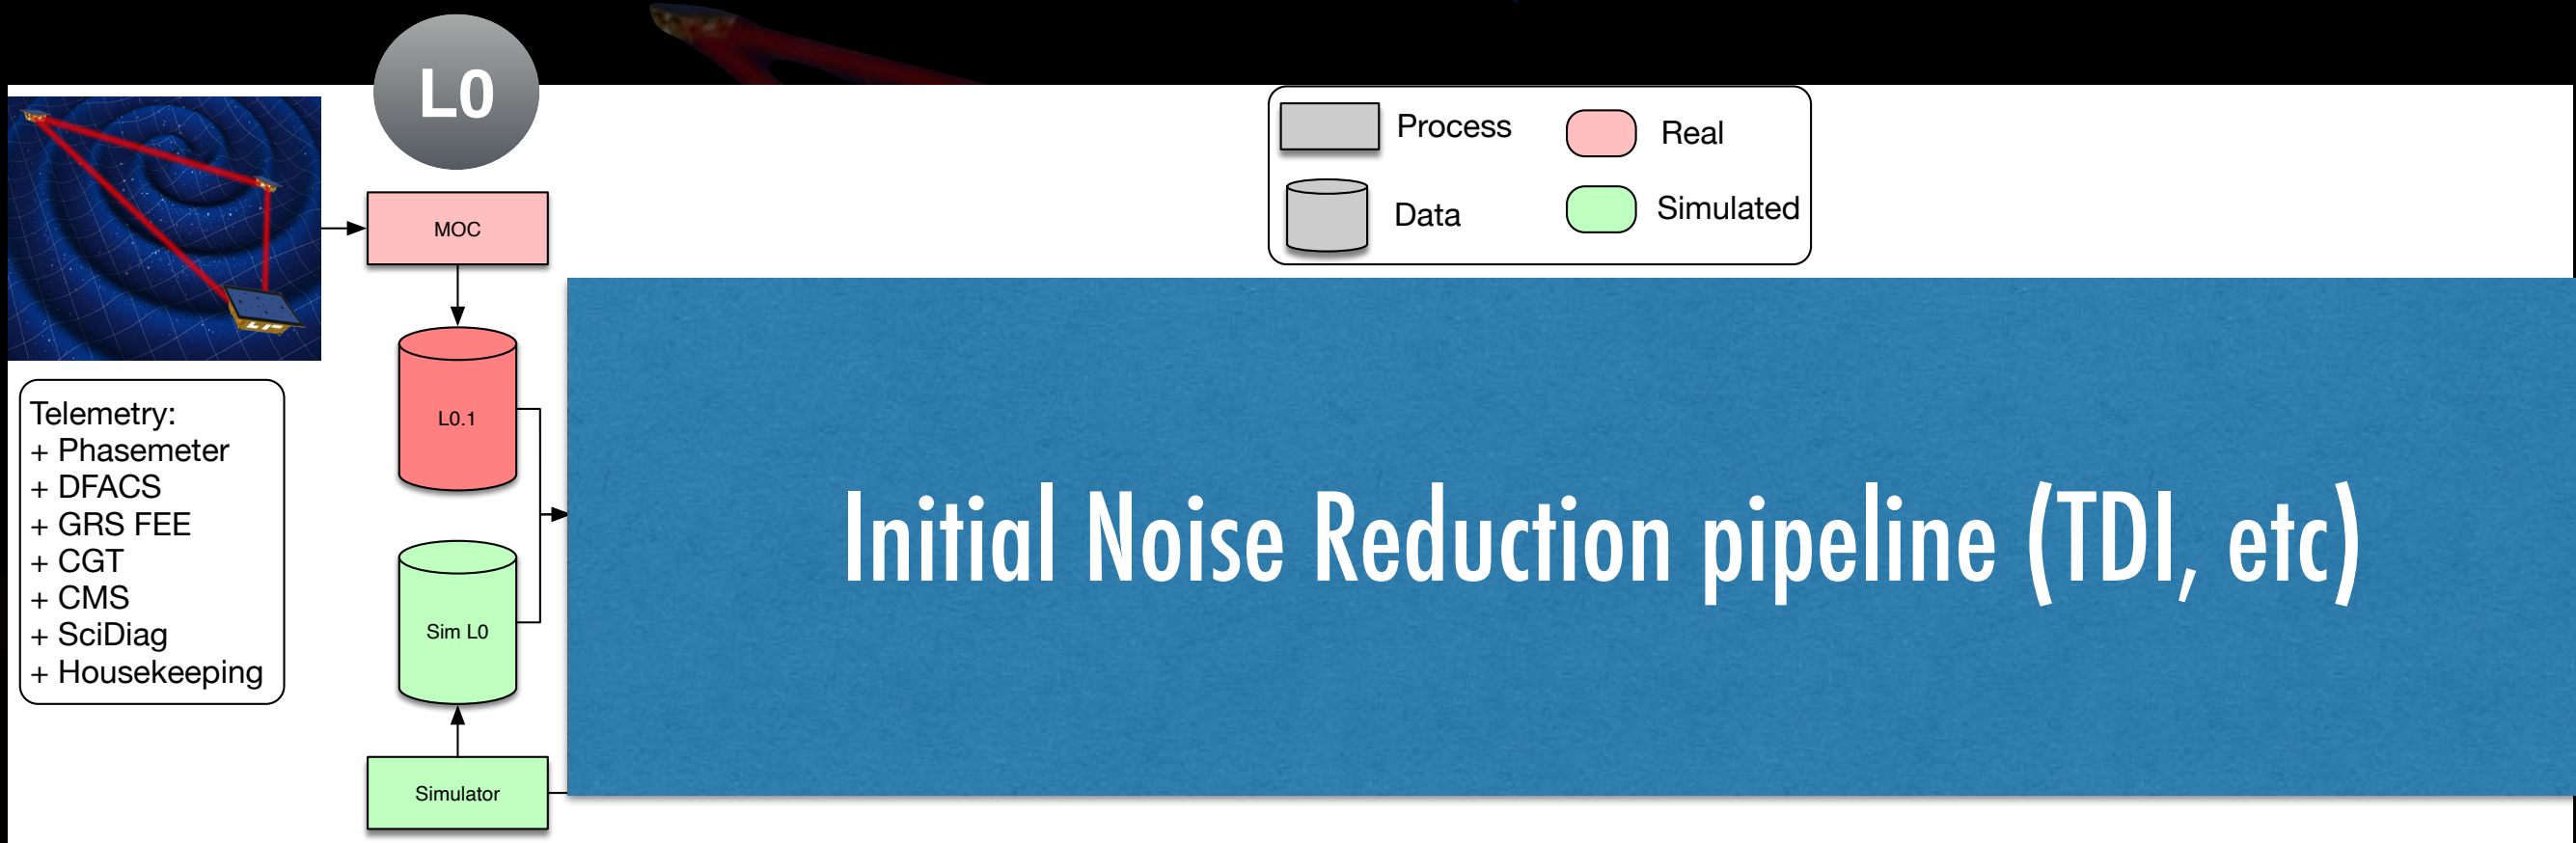 L0
Process
Real
Data
Simulated
MOC
L0.1
Telemetry:
+ Phasemeter
+ DFACS
+ GRS FEE
+ CGT
+ CMS
+ SciDiag
+ Housekeeping
Sim L0
Simulator
Initial Noise Reduction pipeline (TDI, etc)